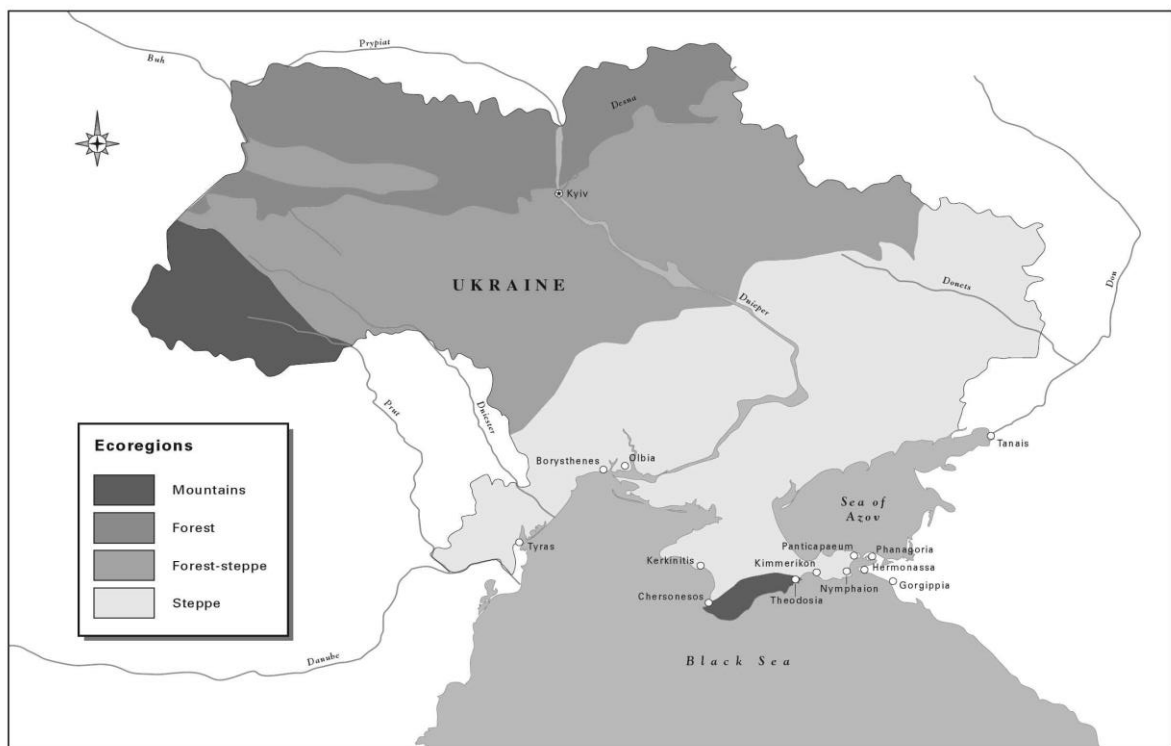 Prypiat
Buh
Desna
Kyiv
UKRAINE
Dnieper
Donets
Don
Prut
Dniester
Ecoregions
Mountains
Forest
Forest-steppe
Steppe
Borysthenes
Olbia
Tanais
Sea of
Azov
Tyras
Panticapaeum
Phanagoria
Kerkinitis
Kimmerikon
Hermonassa
Nymphaion
Gorgippia
Chersonesos
Theodosia
Danube
Black Sea